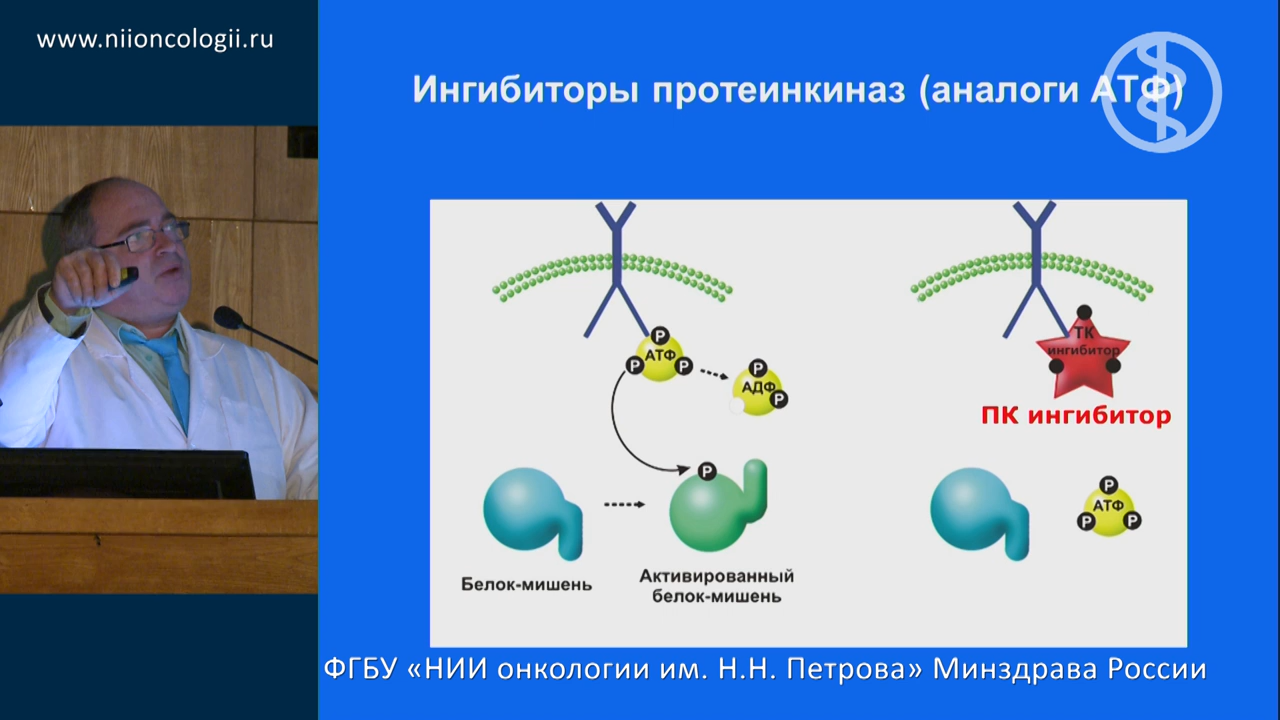 www.niioncologii.ru
Ингибиторы протеинкиназ (аналоги АТФ)
P
АТФ
P
P
P
АДФ
P
ТК
ингибитор
ПК ингибитор
P
P
АТФ
P
P
Белок-мишень
Активированный
белок-мишень
ФГБУ «НИИ онкологии им. Н.Н. Петрова» Минздрава России